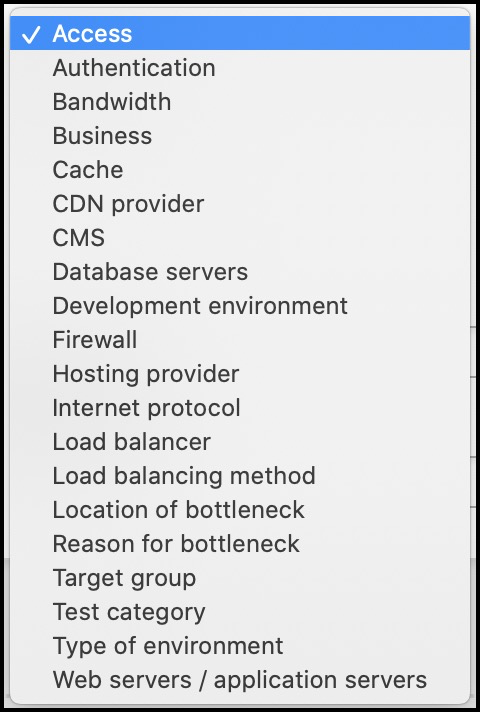 Access
Authentication
Bandwidth
Business
Cache
CDN provider
CMS
Database servers
Development environment
Firewall
Hosting provider
Internet protocol
Load balancer
Load balancing method
Location of bottleneck
Reason for bottleneck
Target group
Test category
Type of environment
Web servers / application servers